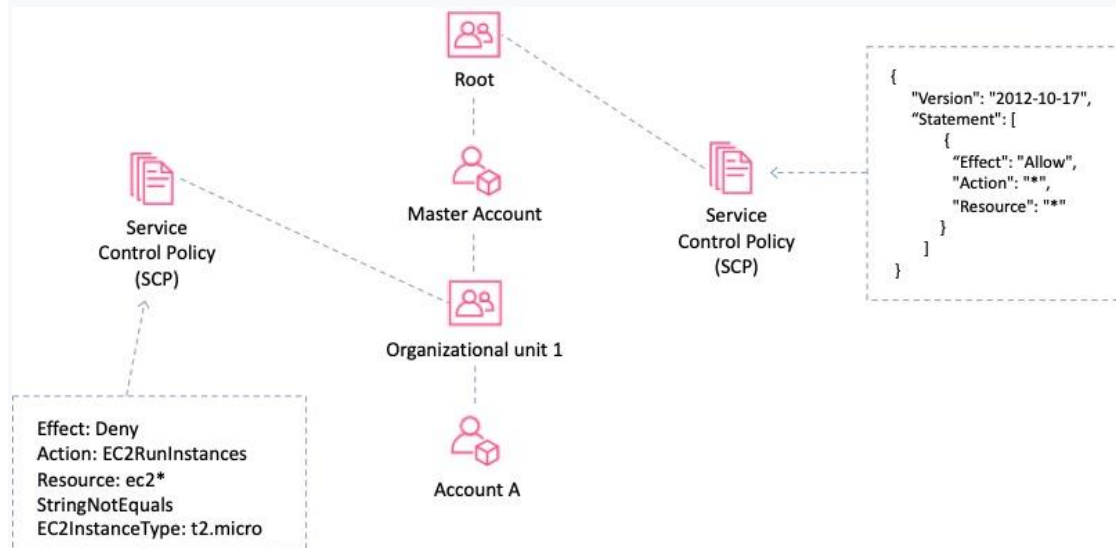 Root
{
"Version": "2012-10-17",
“Statement": [
{
“Effect": "Allow",
"Action": "*",
"Resource": "*"
}
]
}
Master Account
Service
Control Policy
(SCP)
Service
Control Policy
(SCP)
Organizational unit 1
Effect: Deny
Action: EC2RunInstances
Resource: ec2*
StringNotEquals
EC2InstanceType: t2.micro
Account A